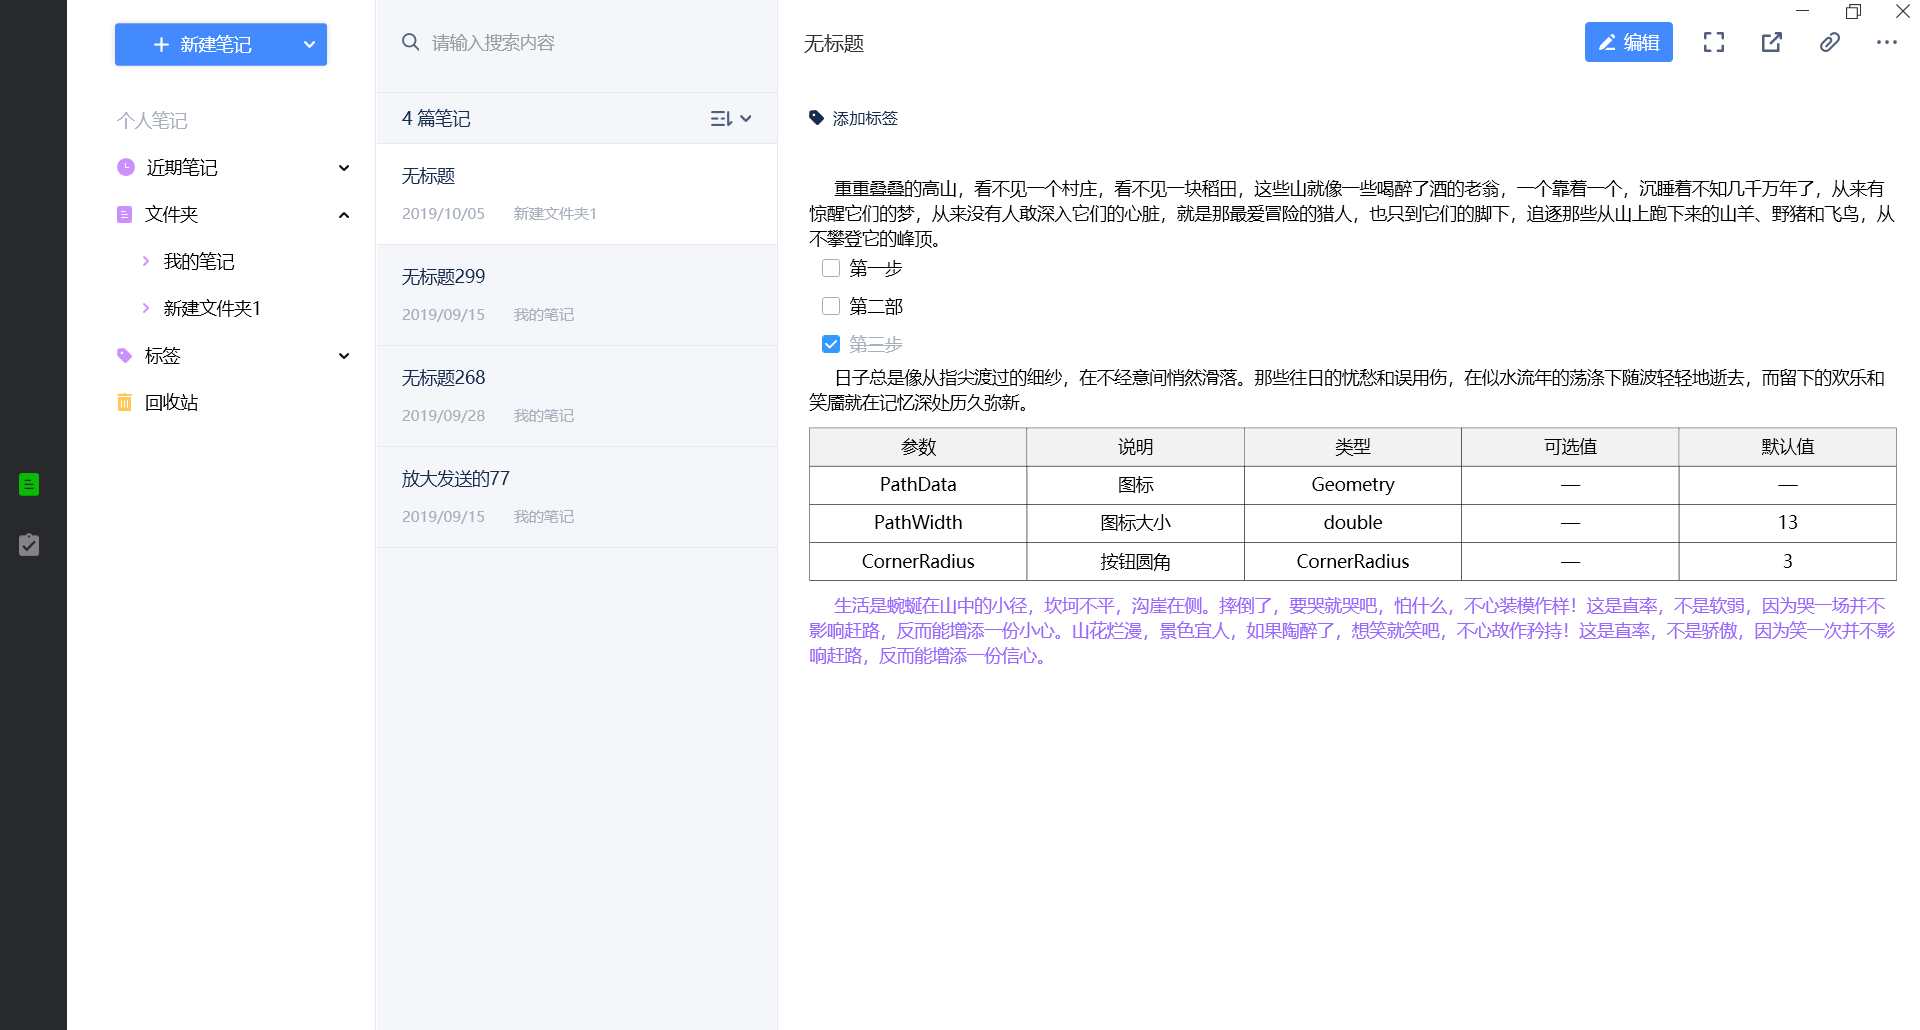 新建笔记
个人笔记
近期笔记
文件夹
我的笔记
新建文件夹1
标签
回收站
请输入搜索内容
4 篇笔记
无标题
2019/10/05 新建文件夹1
无标题299
2019/09/15 我的笔记
无标题268
2019/09/28 我的笔记
放大发送的77
2019/09/15 我的笔记
无标题
编辑
添加标签
重重叠叠的高山，看不见一个村庄，看不见一块稻田，这些山就像一些喝醉了酒的老翁，一个靠着一个，沉睡着不知几千万年了，从来有
惊醒它们的梦，从来没有人敢深入它们的心脏，就是那最爱冒险的猎人，也只到它们的脚下，追逐那些从山上跑下来的山羊、野猪和飞鸟，从
不攀登它的峰顶。
第一步
第二部
第三步
日子总是像从指尖渡过的细纱，在不经意间悄然滑落。那些往日的忧愁和误用伤，在似水流年的荡涤下随波轻轻地逝去，而留下的欢乐和
笑靥就在记忆深处历久弥新。
参数 说明 类型 可选值 默认值
PathData 图标 Geometry — —
PathWidth 图标大小 double — 13
CornerRadius 按钮圆角 CornerRadius — 3
生活是蜿蜒在山中的小径，坎坷不平，沟崖在侧。摔倒了，要哭就哭吧，怕什么，不心装模作样！这是直率，不是软弱，因为哭一场并不
影响赶路，反而能增添一份小心。山花烂漫，景色宜人，如果陶醉了，想笑就笑吧，不心故作矜持！这是直率，不是骄傲，因为笑一次并不影
响赶路，反而能增添一份信心。